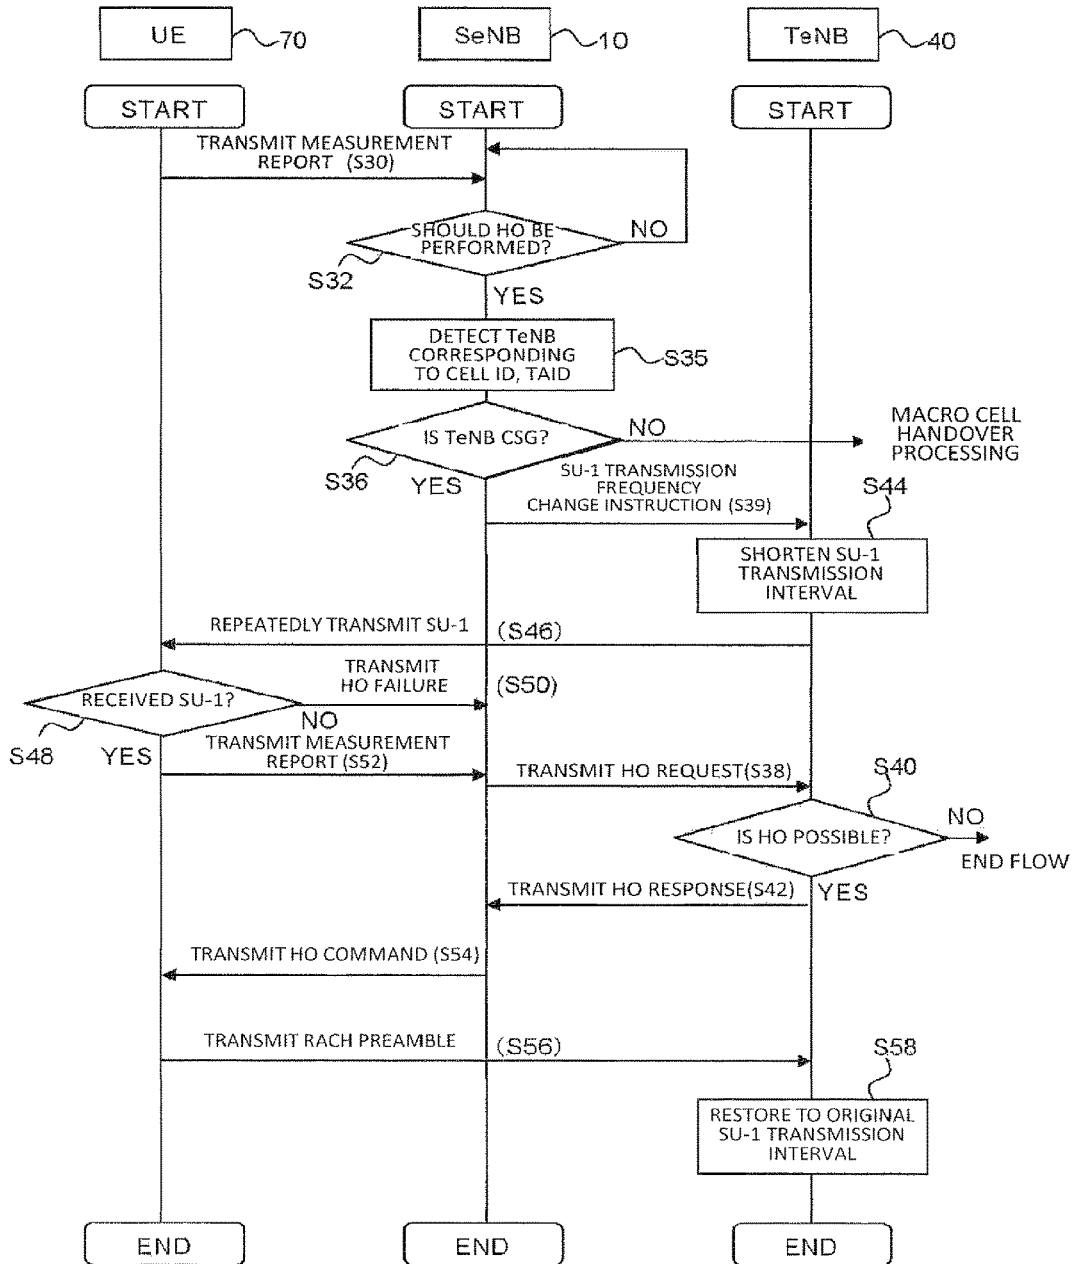 UE
70
SeNB
10
TeNB
40
START
START
START
TRANSMIT MEASUREMENT
REPORT (S30)
SHOULD HO BE
PERFORMED?
NO
S32
YES
DETECT TeNB
CORRESPONDING
TO CELL ID, TAID
S35
IS TeNB CSG?
NO
MACRO CELL
HANDOVER
PROCESSING
S36
YES
SU-1 TRANSMISSION
FREQUENCY
CHANGE INSTRUCTION (S39)
S44
SHORTEN SU-1
TRANSMISSION
INTERVAL
REPEATEDLY TRANSMIT SU-1
(S46)
TRANSMIT
HO FAILURE
(S50)
RECEIVED SU-1?
NO
S48
YES
TRANSMIT MEASUREMENT
REPORT (S52)
TRANSMIT HO REQUEST(S38)
S40
IS HO POSSIBLE?
NO
END FLOW
TRANSMIT HO RESPONSE(S42)
YES
TRANSMIT HO COMMAND (S54)
TRANSMIT RACH PREAMBLE
(S56)
S58
RESTORE TO ORIGINAL
SU-1 TRANSMISSION
INTERVAL
END
END
END